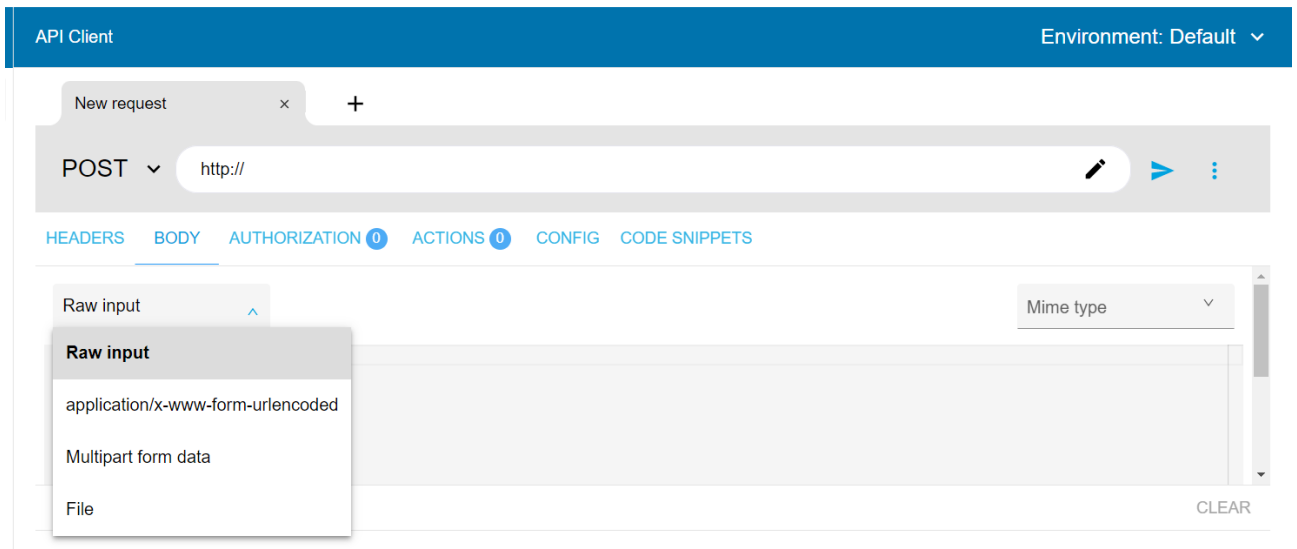 API Client
Environment: Default
New request
POST
http://
HEADERS BODY AUTHORIZATION 0 ACTIONS 0 CONFIG CODE SNIPPETS
Raw input
Mime type
Raw input
application/x-www-form-urlencoded
Multipart form data
File
CLEAR